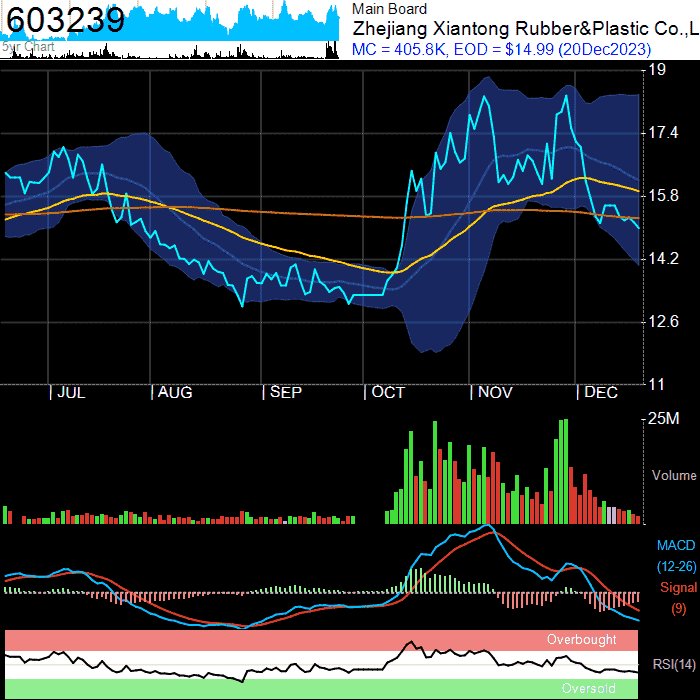 603239
5yr Chart
Main Board
Zhejiang Xiantong Rubber&Plastic Co.,L
MC = 405.8K, EOD = $14.99 (20Dec2023)
19
17.4
15.8
14.2
12.6
11
| JUL | AUG | SEP | OCT | NOV | DEC
25M
Volume
MACD
(12-26)
Signal
(9)
Overbought
RSI(14)
Oversold